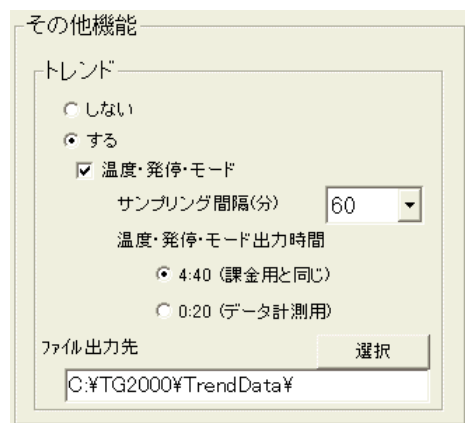 その他機能
トレンド
しない
する
温度・発停・モード
サンプリング間隔(分) 60
温度・発停・モード出力時間
4:40 (課金用と同じ)
0:20 (データ計測用)
ファイル出力先 選択
C:¥TG2000¥TrendData¥